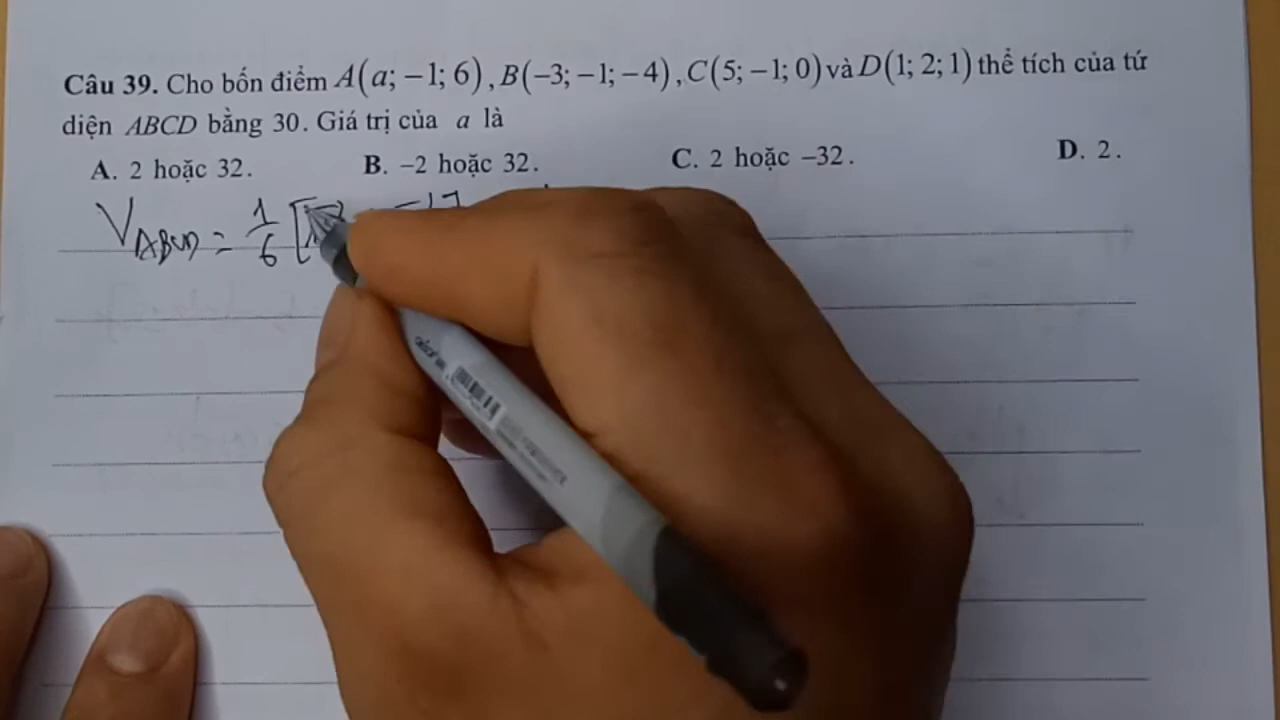 Câu 39. Cho bốn điểm A(a; −1; 6), B(−3; −1; −4), C(5; −1; 0) và D(1; 2; 1) thể tích của tứ
diện ABCD bằng 30. Giá trị của a là
A. 2 hoặc 32. B. −2 hoặc 32. C. 2 hoặc −32. D. 2.
V_ABCD = 1/6 [